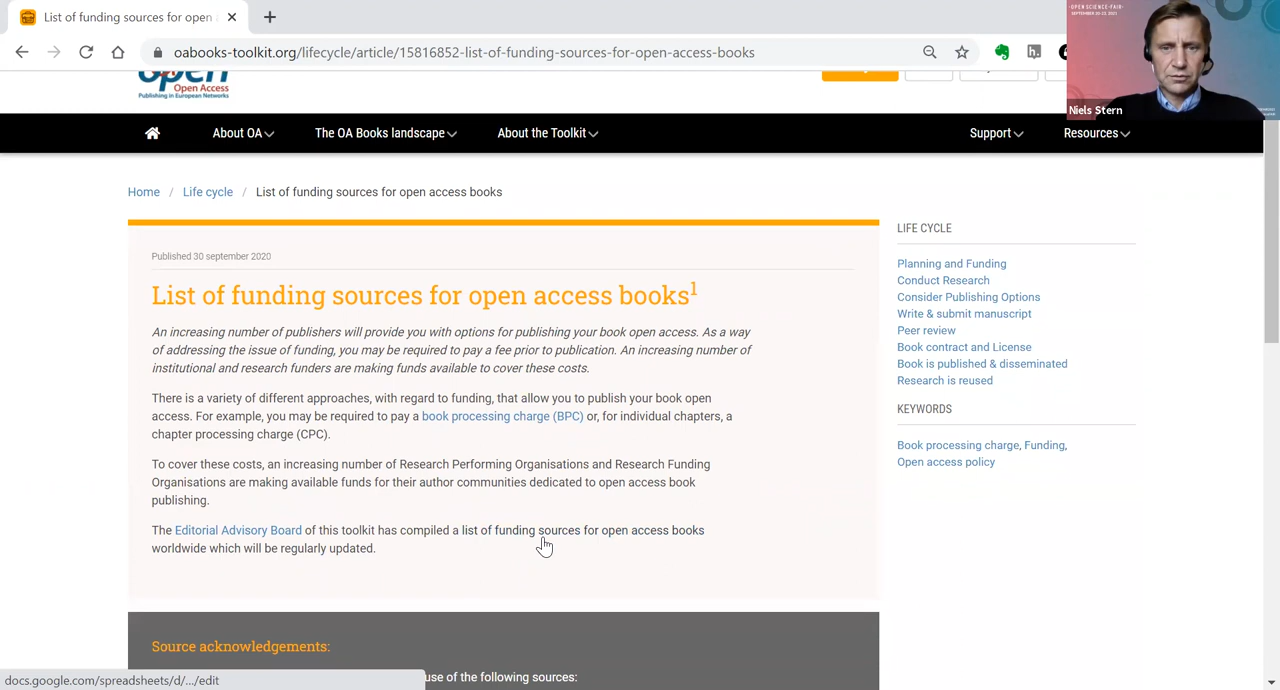 List of funding sources for open
oabooks-toolkit.org/lifecycle/article/15816852-list-of-funding-sources-for-open-access-books
OPEN SCIENCE FAIR
Niels Stern
open
Open Access
Publishing in European Networks
About OA
The OA Books landscape
About the Toolkit
Support
Resources
Home / Life cycle / List of funding sources for open access books
Published 30 september 2020
List of funding sources for open access books1
An increasing number of publishers will provide you with options for publishing your book open access. As a way
of addressing the issue of funding, you may be required to pay a fee prior to publication. An increasing number of
institutional and research funders are making funds available to cover these costs.
There is a variety of different approaches, with regard to funding, that allow you to publish your book open
access. For example, you may be required to pay a book processing charge (BPC) or, for individual chapters, a
chapter processing charge (CPC).
To cover these costs, an increasing number of Research Performing Organisations and Research Funding
Organisations are making available funds for their author communities dedicated to open access book
publishing.
The Editorial Advisory Board of this toolkit has compiled a list of funding sources for open access books
worldwide which will be regularly updated.
LIFE CYCLE
Planning and Funding
Conduct Research
Consider Publishing Options
Write & submit manuscript
Peer review
Book contract and License
Book is published & disseminated
Research is reused
KEYWORDS
Book processing charge, Funding,
Open access policy
Source acknowledgements:
use of the following sources:
docs.google.com/spreadsheets/d/.../edit